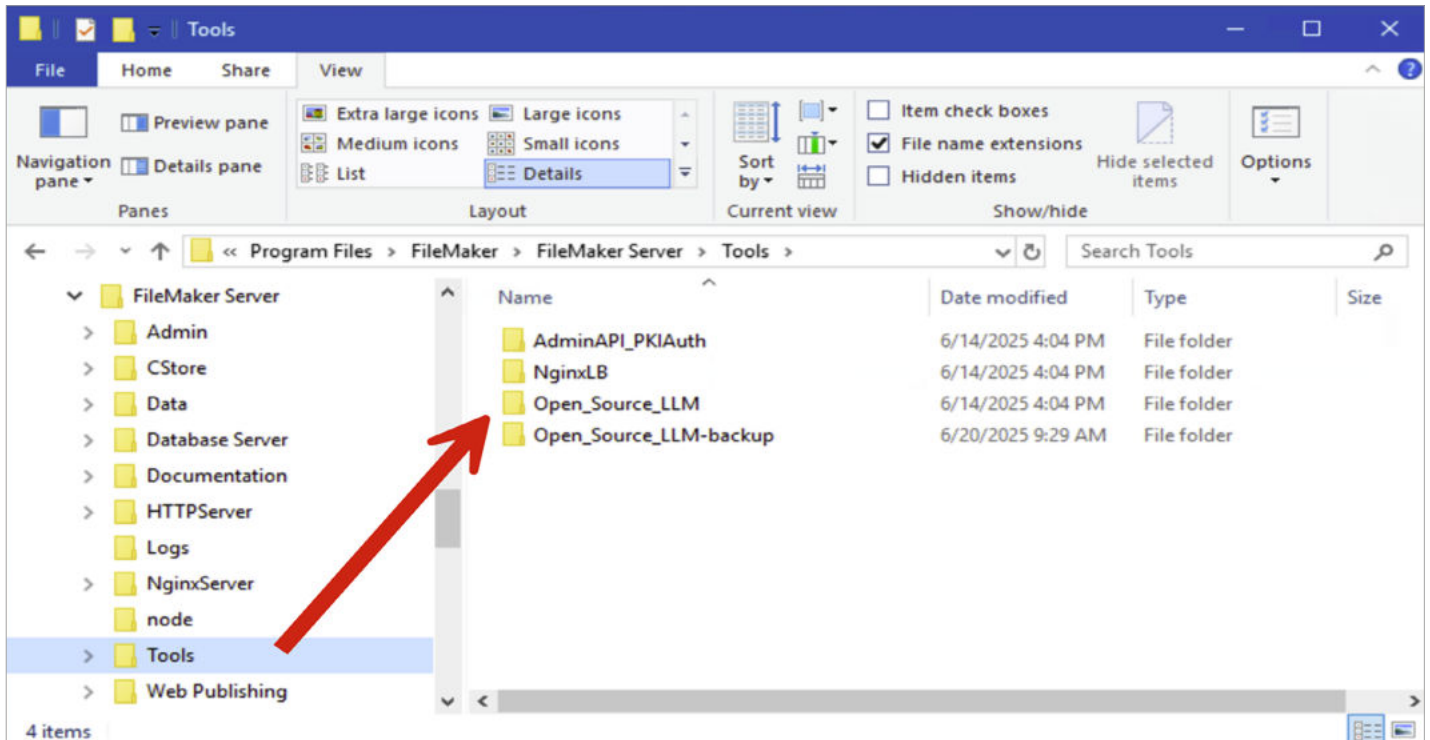 Tools
File Home Share View
Navigation pane
Preview pane
Details pane
Panes
Extra large icons Large icons
Medium icons Small icons
List Details
Layout
Sort by
Current view
Item check boxes
File name extensions
Hidden items
Hide selected items
Show/hide
Options
« Program Files > FileMaker > FileMaker Server > Tools >
Search Tools
FileMaker Server
Admin
CStore
Data
Database Server
Documentation
HTTPServer
Logs
NginxServer
node
Tools
Web Publishing
Name Date modified Type Size
AdminAPI_PKIAuth 6/14/2025 4:04 PM File folder
NginxLB 6/14/2025 4:04 PM File folder
Open_Source_LLM 6/14/2025 4:04 PM File folder
Open_Source_LLM-backup 6/20/2025 9:29 AM File folder
4 items